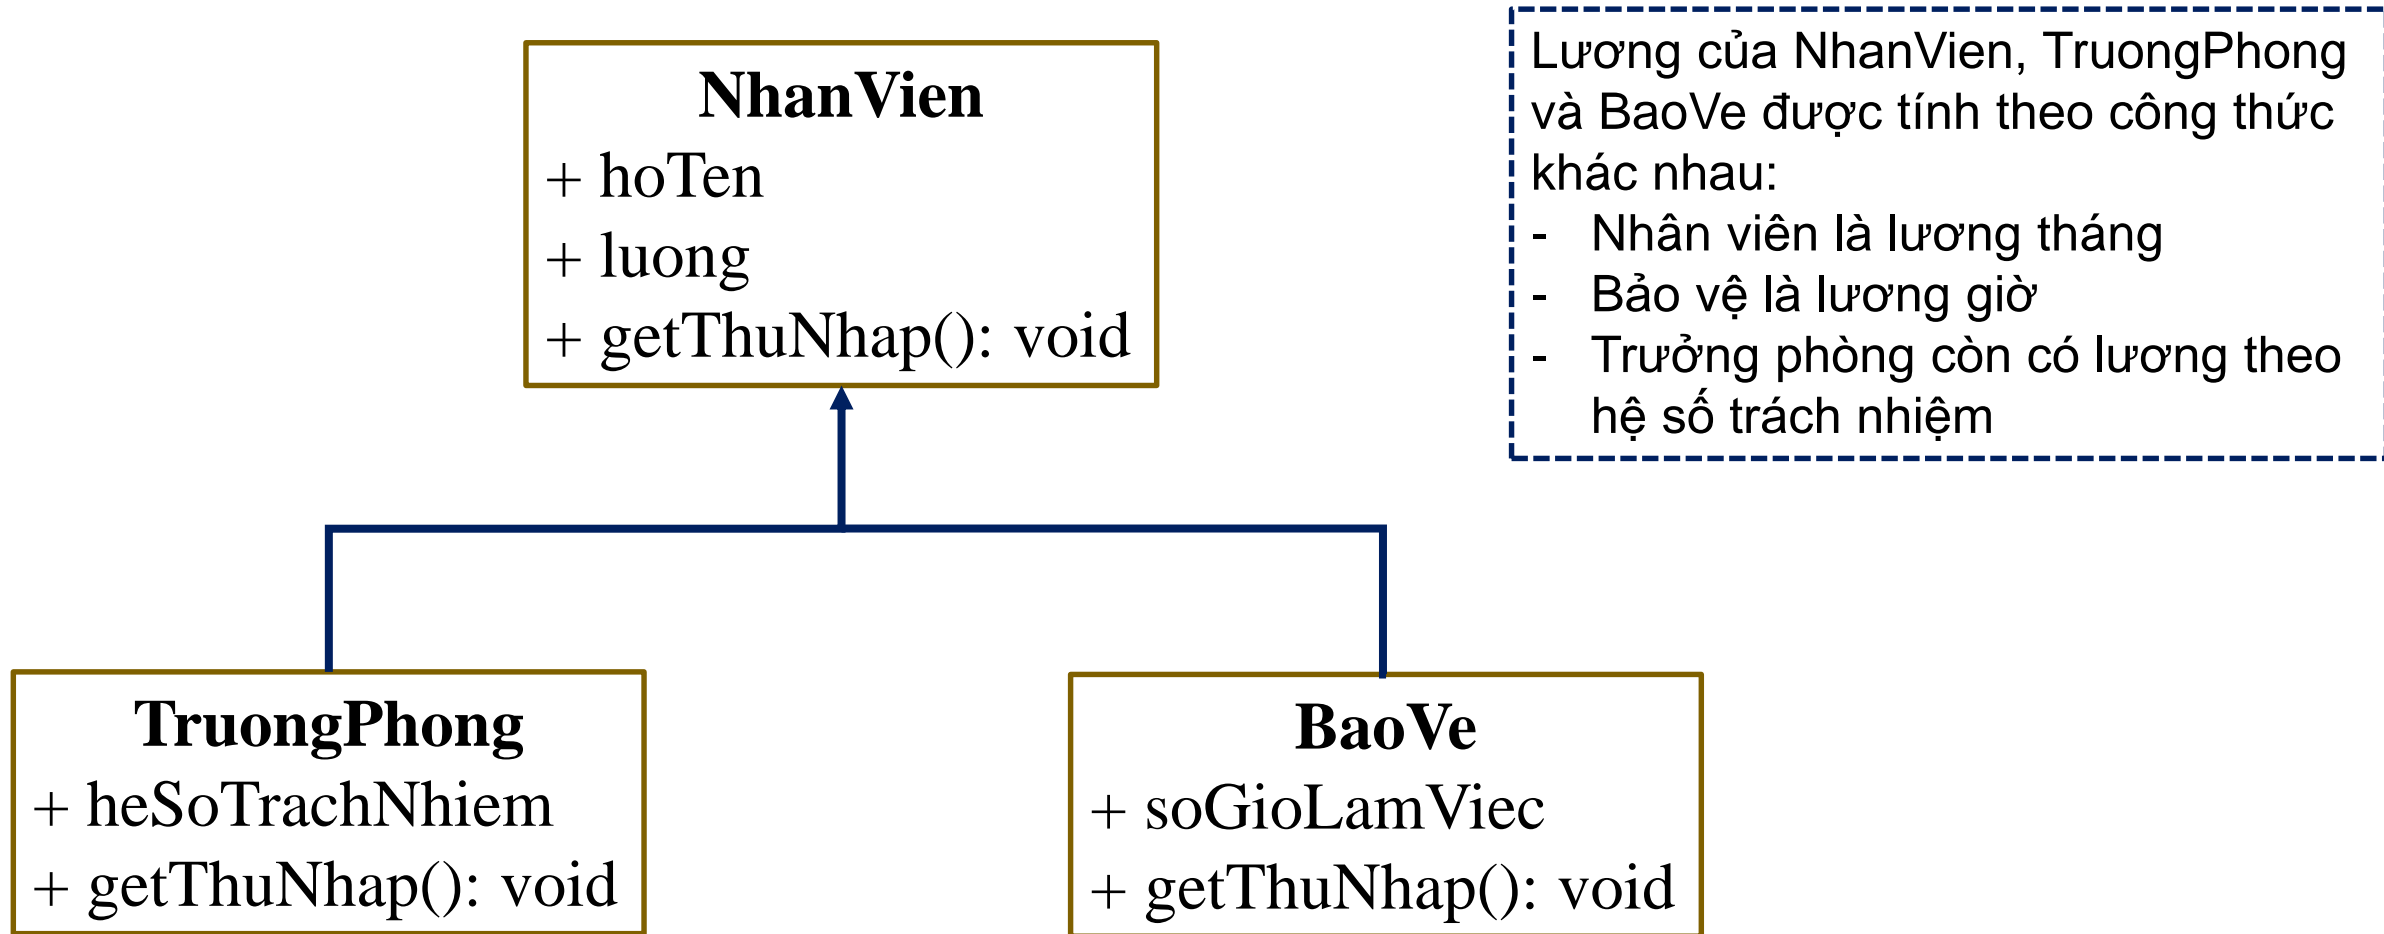 NhanVien
+ hoTen
+ luong
+ getThuNhap(): void
Lương của NhanVien, TruongPhong
và BaoVe được tính theo công thức
khác nhau:
- Nhân viên là lương tháng
- Bảo vệ là lương giờ
- Trưởng phòng còn có lương theo
hệ số trách nhiệm
TruongPhong
+ heSoTrachNhiem
+ getThuNhap(): void
BaoVe
+ soGioLamViec
+ getThuNhap(): void